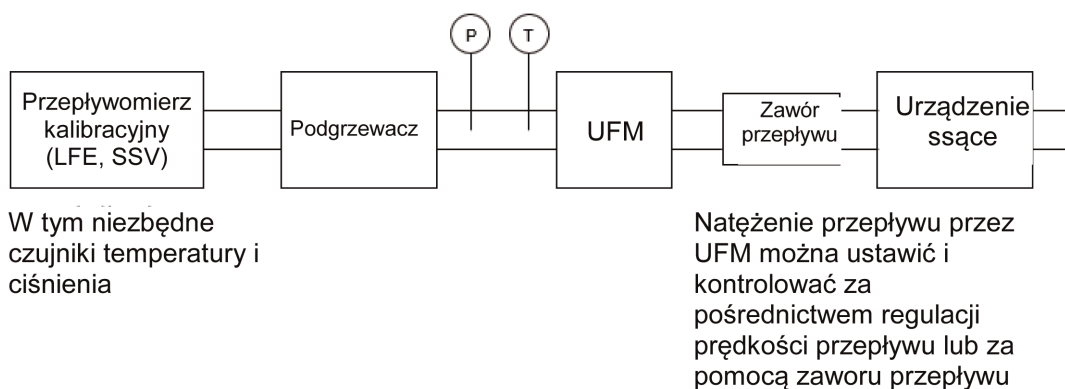 P
T
Przepływomierz
kalibracyjny
(LFE, SSV)
Podgrzewacz
UFM
Zawór
przepływu
Urządzenie
ssące
W tym niezbędne
czujniki temperatury i
ciśnienia
Natężenie przepływu przez
UFM można ustawić i
kontrolować za
pośrednictwem regulacji
prędkości przepływu lub za
pomocą zaworu przepływu